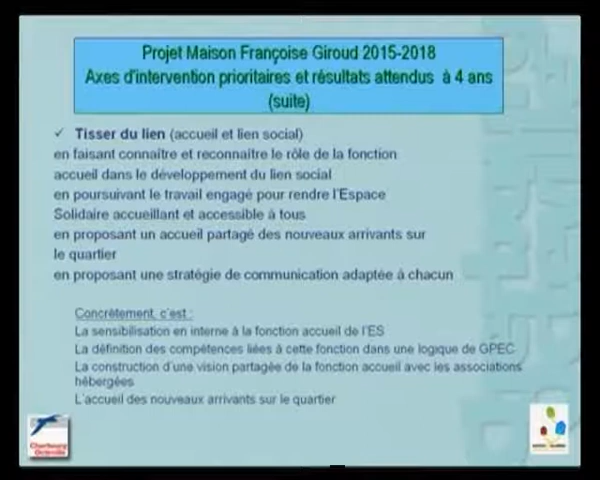 Projet Maison Françoise Giroud 2015-2018
Axes d'intervention prioritaires et résultats attendus à 4 ans
(suite)
✓ Tisser du lien (accueil et lien social)
en faisant connaître et reconnaître le rôle de la fonction
accueil dans le développement du lien social
en poursuivant le travail engagé pour rendre l'Espace
Solidaire accueillant et accessible à tous
en proposant un accueil partagé des nouveaux arrivants sur
le quartier
en proposant une stratégie de communication adaptée à chacun
Concrètement, c'est :
La sensibilisation en interne à la fonction accueil de l'ES
La définition des compétences liées à cette fonction dans une logique de GPEC
La construction d'une vision partagée de la fonction accueil avec les associations
hébergées
L'accueil des nouveaux arrivants sur le quartier
Cherbourg
Octeville